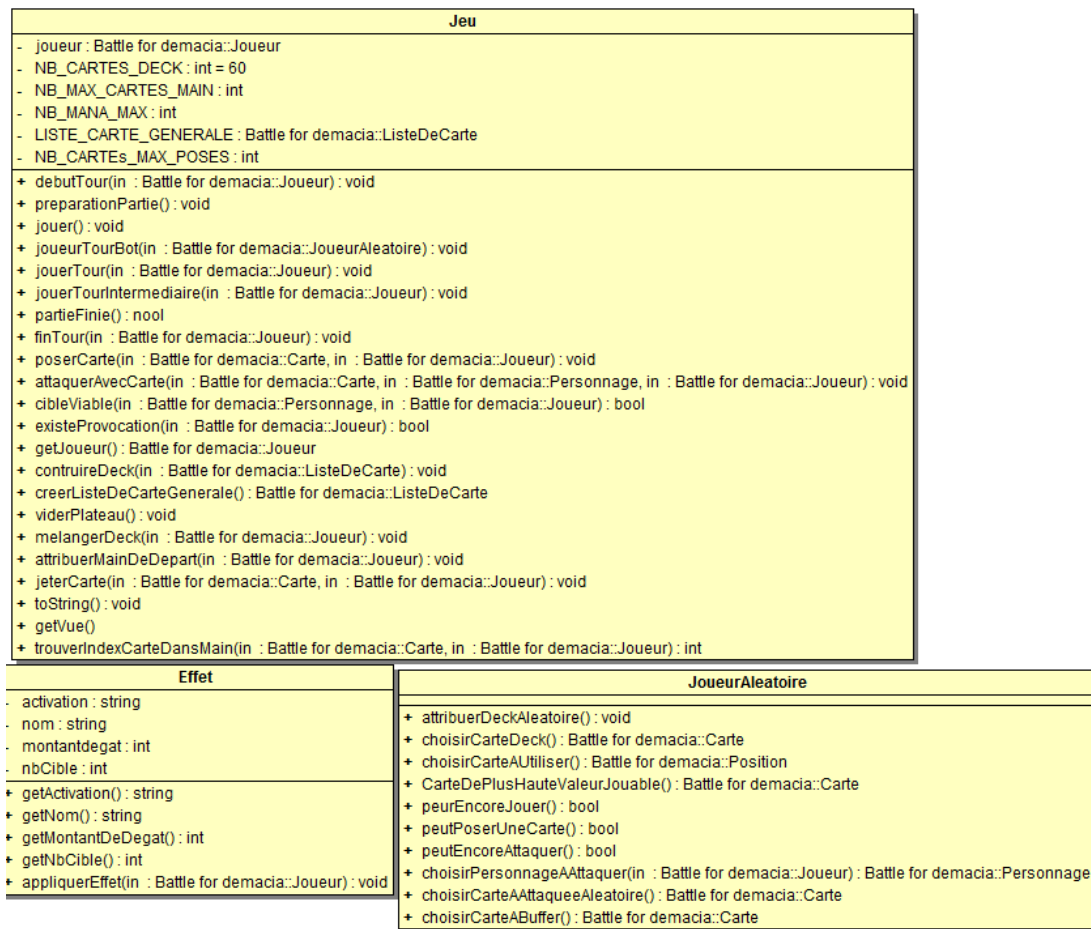 Jeu
- joueur : Battle for demacia::Joueur
- NB_CARTES_DECK : int = 60
- NB_MAX_CARTES_MAIN : int
- NB_MANA_MAX : int
- LISTE_CARTE_GENERALE : Battle for demacia::ListeDeCarte
- NB_CARTEs_MAX_POSES : int
+ debutTour(in : Battle for demacia::Joueur) : void
+ preparationPartie() : void
+ jouer() : void
+ joueurTourBot(in : Battle for demacia::JoueurAleatoire) : void
+ jouerTour(in : Battle for demacia::Joueur) : void
+ jouerTourIntermediaire(in : Battle for demacia::Joueur) : void
+ partieFinie() : nool
+ finTour(in : Battle for demacia::Joueur) : void
+ poserCarte(in : Battle for demacia::Carte, in : Battle for demacia::Joueur) : void
+ attaquerAvecCarte(in : Battle for demacia::Carte, in : Battle for demacia::Personnage, in : Battle for demacia::Joueur) : void
+ cibleViable(in : Battle for demacia::Personnage, in : Battle for demacia::Joueur) : bool
+ existeProvocation(in : Battle for demacia::Joueur) : bool
+ getJoueur() : Battle for demacia::Joueur
+ contruireDeck(in : Battle for demacia::ListeDeCarte) : void
+ creerListeDeCarteGenerale() : Battle for demacia::ListeDeCarte
+ viderPlateau() : void
+ melangerDeck(in : Battle for demacia::Joueur) : void
+ attribuerMainDeDepart(in : Battle for demacia::Joueur) : void
+ jeterCarte(in : Battle for demacia::Carte, in : Battle for demacia::Joueur) : void
+ toString() : void
+ getVue()
+ trouverIndexCarteDansMain(in : Battle for demacia::Carte, in : Battle for demacia::Joueur) : int
Effet
- activation : string
- nom : string
- montantdegat : int
- nbCible : int
+ getActivation() : string
+ getNom() : string
+ getMontantDeDegat() : int
+ getNbCible() : int
+ appliquerEffet(in : Battle for demacia::Joueur) : void
JoueurAleatoire
+ attribuerDeckAleatoire() : void
+ choisirCarteDeck() : Battle for demacia::Carte
+ choisirCarteAUtiliser() : Battle for demacia::Position
+ CarteDePlusHauteValeurJouable() : Battle for demacia::Carte
+ peurEncoreJouer() : bool
+ peutPoserUneCarte() : bool
+ peutEncoreAttaquer() : bool
+ choisirPersonnageAAttaquer(in : Battle for demacia::Joueur) : Battle for demacia::Personnage
+ choisirCarteAAttaqueeAleatoire() : Battle for demacia::Carte
+ choisirCarteABuffer() : Battle for demacia::Carte